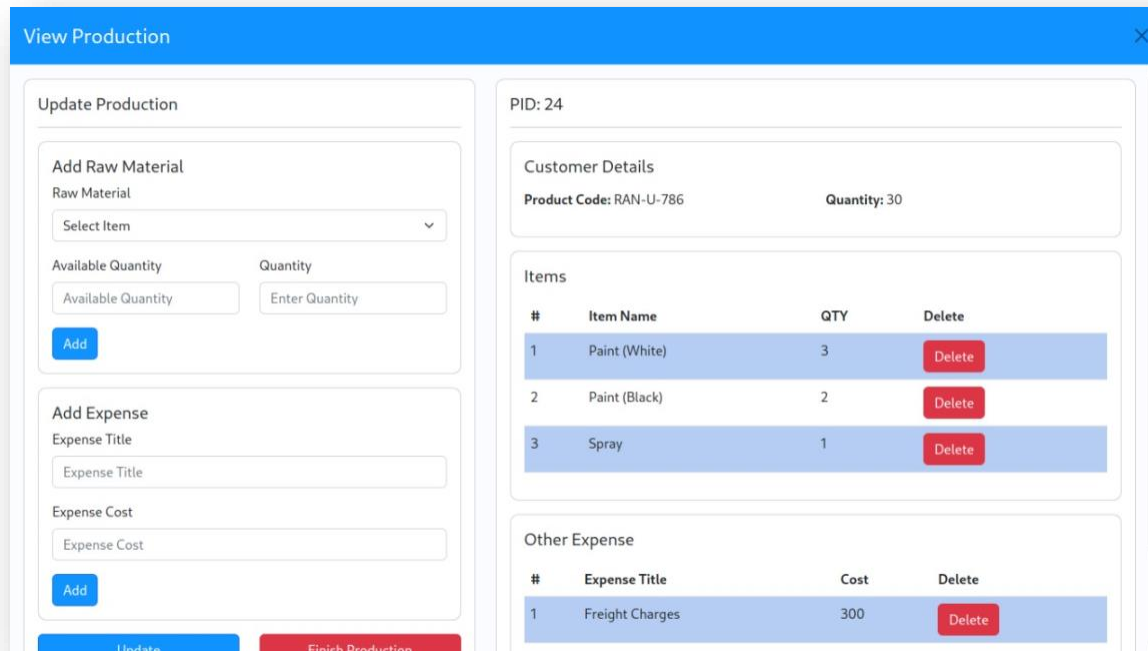 View Production
Update Production
Add Raw Material
Raw Material
Select Item
Available Quantity Quantity
Available Quantity Enter Quantity
Add
Add Expense
Expense Title
Expense Title
Expense Cost
Expense Cost
Add
Update Finish Production
PID: 24
Customer Details
Product Code: RAN-U-786 Quantity: 30
Items
# Item Name QTY Delete
1 Paint (White) 3 Delete
2 Paint (Black) 2 Delete
3 Spray 1 Delete
Other Expense
# Expense Title Cost Delete
1 Freight Charges 300 Delete